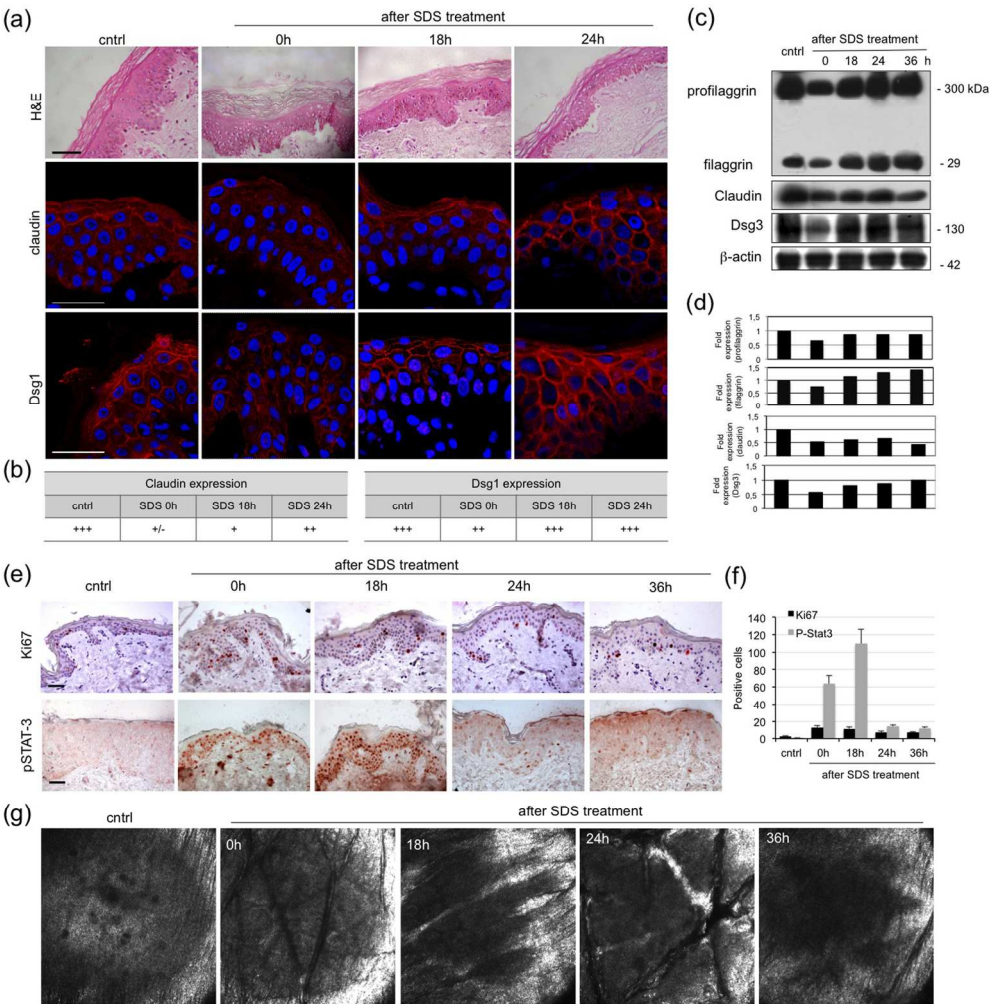 (a)
after SDS treatment
cntrl 0h 18h 24h
H&E
claudin
Dsg1
(b)
Claudin expression
cntrl SDS 0h SDS 18h SDS 24h
+++ +/- + ++
Dsg1 expression
cntrl SDS 0h SDS 18h SDS 24h
+++ ++ +++ +++
(c)
after SDS treatment
cntrl 0 18 24 36 h
profilaggrin - 300 kDa
filaggrin - 29
Claudin
Dsg3 - 130
β-actin - 42
(d)
Fold
expression
(profilaggrin)
1,5
1
0,5
0
Fold
expression
(filaggrin)
1,5
1
0,5
0
Fold
expression
(claudin)
1,5
1
0,5
0
Fold
expression
(Dsg3)
1,5
1
0,5
0
(e)
after SDS treatment
cntrl 0h 18h 24h 36h
Ki67
pSTAT-3
(f)
Ki67
P-Stat3
Positive cells
140
120
100
80
60
40
20
0
cntrl 0h 18h 24h 36h
after SDS treatment
(g)
cntrl after SDS treatment
0h 18h 24h 36h